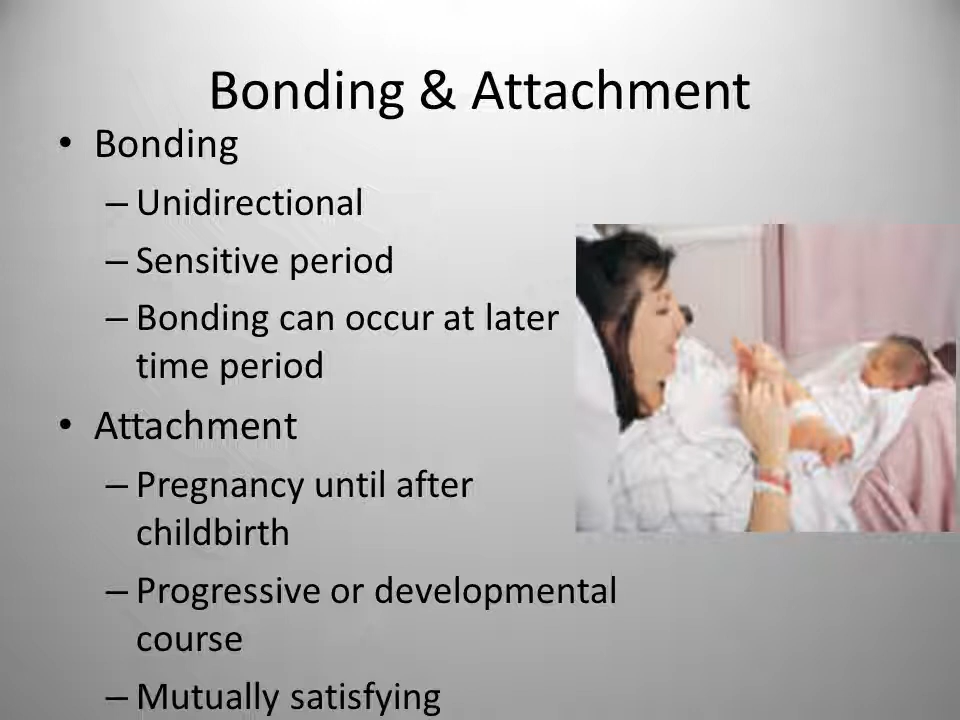 Bonding & Attachment
• Bonding
– Unidirectional
– Sensitive period
– Bonding can occur at later
time period
• Attachment
– Pregnancy until after
childbirth
– Progressive or developmental
course
– Mutually satisfying